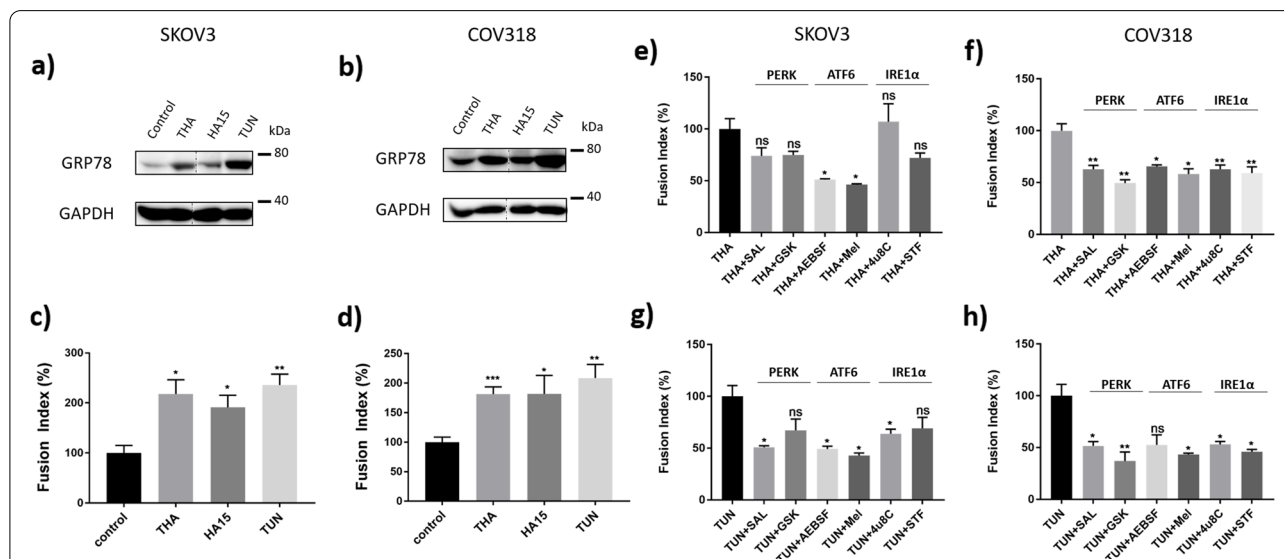 SKOV3
COV318
SKOV3
COV318
a)
Control THA HA15 TUN kDa
GRP78 80
GAPDH 40
b)
Control THA HA15 TUN kDa
GRP78 80
GAPDH 40
c)
Fusion Index (%)
300
200
100
0
* * **
control THA HA15 TUN
d)
Fusion Index (%)
250
200
150
100
50
0
*** * **
control THA HA15 TUN
e)
Fusion Index (%)
150
100
50
0
PERK ATF6 IRE1α
ns ns * * ns ns
THA THA+SAL THA+GSK THA+AEBSF THA+Mel THA+4u8C THA+STF
f)
Fusion Index (%)
150
100
50
0
PERK ATF6 IRE1α
** ** * * ** **
THA THA+SAL THA+GSK THA+AEBSF THA+Mel THA+4u8C THA+STF
g)
Fusion Index (%)
150
100
50
0
PERK ATF6 IRE1α
* ns * * * ns
TUN TUN+SAL TUN+GSK TUN+AEBSF TUN+Mel TUN+4u8C TUN+STF
h)
Fusion Index (%)
150
100
50
0
PERK ATF6 IRE1α
* ** ns * * *
TUN TUN+SAL TUN+GSK TUN+AEBSF TUN+Mel TUN+4u8C TUN+STF